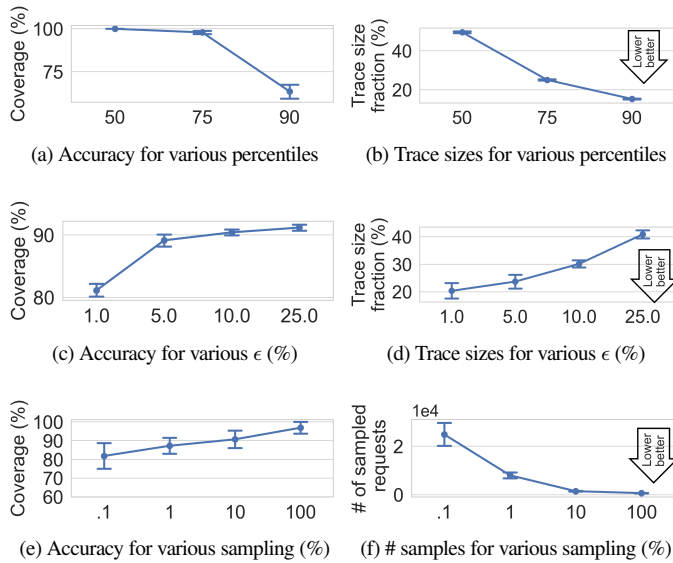 Coverage (%)
100
75
50
75
90
(a) Accuracy for various percentiles
Trace size
fraction (%)
40
20
50
75
90
Lower
better
(b) Trace sizes for various percentiles
Coverage (%)
90
80
1.0
5.0
10.0
25.0
(c) Accuracy for various ϵ (%)
Trace size
fraction (%)
40
30
20
1.0
5.0
10.0
25.0
Lower
better
(d) Trace sizes for various ϵ (%)
Coverage (%)
100
90
80
70
60
.1
1
10
100
(e) Accuracy for various sampling (%)
# of sampled
requests
1e4
2
0
.1
1
10
100
Lower
better
(f) # samples for various sampling (%)